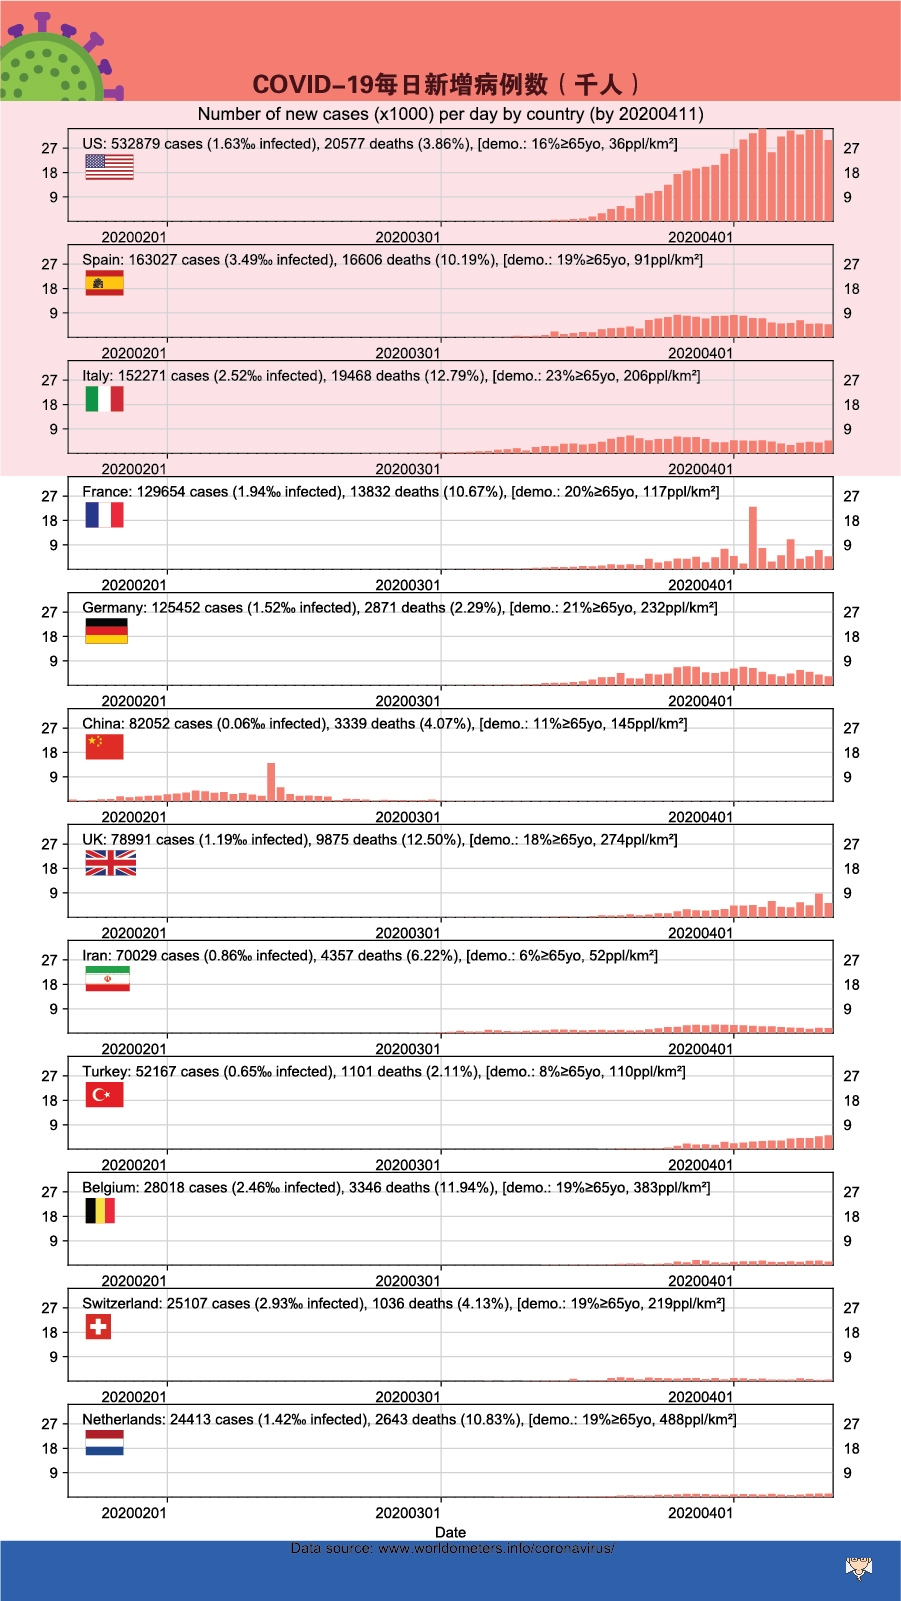 COVID-19每日新增病例数（千人）
Number of new cases (x1000) per day by country (by 20200411)
US: 532879 cases (1.63‰ infected), 20577 deaths (3.86%), [demo.: 16%≥65yo, 36ppl/km²]
27 27
18 18
9 9
20200201 20200301 20200401
Spain: 163027 cases (3.49‰ infected), 16606 deaths (10.19%), [demo.: 19%≥65yo, 91ppl/km²]
27 27
18 18
9 9
20200201 20200301 20200401
Italy: 152271 cases (2.52‰ infected), 19468 deaths (12.79%), [demo.: 23%≥65yo, 206ppl/km²]
27 27
18 18
9 9
20200201 20200301 20200401
France: 129654 cases (1.94‰ infected), 13832 deaths (10.67%), [demo.: 20%≥65yo, 117ppl/km²]
27 27
18 18
9 9
20200201 20200301 20200401
Germany: 125452 cases (1.52‰ infected), 2871 deaths (2.29%), [demo.: 21%≥65yo, 232ppl/km²]
27 27
18 18
9 9
20200201 20200301 20200401
China: 82052 cases (0.06‰ infected), 3339 deaths (4.07%), [demo.: 11%≥65yo, 145ppl/km²]
27 27
18 18
9 9
20200201 20200301 20200401
UK: 78991 cases (1.19‰ infected), 9875 deaths (12.50%), [demo.: 18%≥65yo, 274ppl/km²]
27 27
18 18
9 9
20200201 20200301 20200401
Iran: 70029 cases (0.86‰ infected), 4357 deaths (6.22%), [demo.: 6%≥65yo, 52ppl/km²]
27 27
18 18
9 9
20200201 20200301 20200401
Turkey: 52167 cases (0.65‰ infected), 1101 deaths (2.11%), [demo.: 8%≥65yo, 110ppl/km²]
27 27
18 18
9 9
20200201 20200301 20200401
Belgium: 28018 cases (2.46‰ infected), 3346 deaths (11.94%), [demo.: 19%≥65yo, 383ppl/km²]
27 27
18 18
9 9
20200201 20200301 20200401
Switzerland: 25107 cases (2.93‰ infected), 1036 deaths (4.13%), [demo.: 19%≥65yo, 219ppl/km²]
27 27
18 18
9 9
20200201 20200301 20200401
Netherlands: 24413 cases (1.42‰ infected), 2643 deaths (10.83%), [demo.: 19%≥65yo, 488ppl/km²]
27 27
18 18
9 9
20200201 20200301 20200401
Date
Data source: www.worldometers.info/coronavirus/